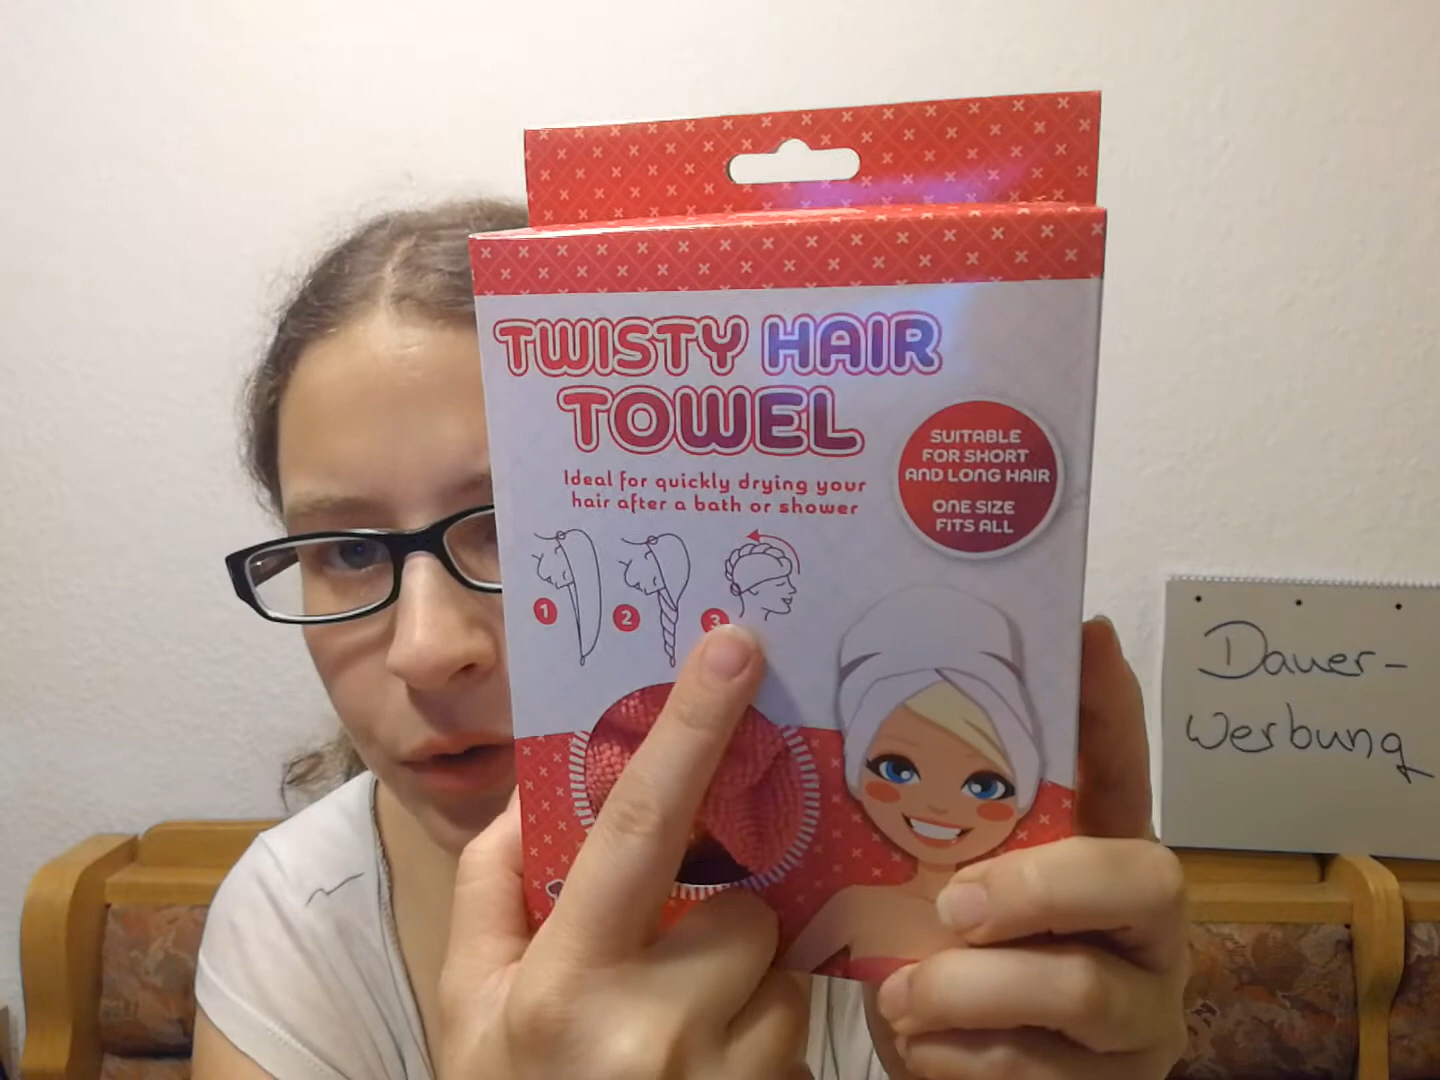 TWISTY HAIR
TOWEL
Ideal for quickly drying your
hair after a bath or shower
SUITABLE
FOR SHORT
AND LONG HAIR
ONE SIZE
FITS ALL
1
2
3
Dauer-
werbung